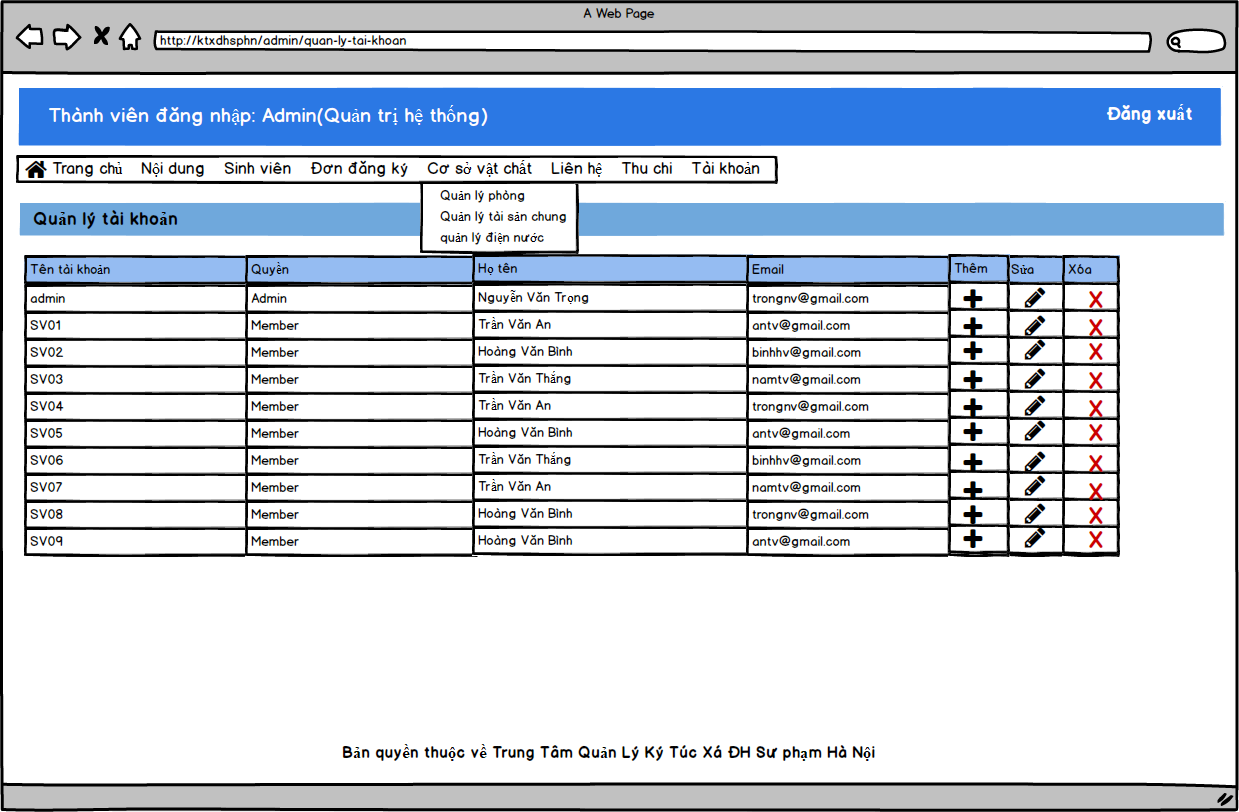 A Web Page
http://ktxdhsphn/admin/quan-ly-tai-khoan
Thành viên đăng nhập: Admin(Quản trị hệ thống)
Đăng xuất
Trang chủ Nội dung Sinh viên Đơn đăng ký Cơ sở vật chất Liên hệ Thu chi Tài khoản
Quản lý phòng
Quản lý tài sản chung
quản lý điện nước
Quản lý tài khoản
Tên tài khoản Quyền Họ tên Email Thêm Sửa Xóa
admin Admin Nguyễn Văn Trọng trongnv@gmail.com
SV01 Member Trần Văn An antv@gmail.com
SV02 Member Hoàng Văn Bình binhhv@gmail.com
SV03 Member Trần Văn Thắng namtv@gmail.com
SV04 Member Trần Văn An trongnv@gmail.com
SV05 Member Hoàng Văn Bình antv@gmail.com
SV06 Member Trần Văn Thắng binhhv@gmail.com
SV07 Member Trần Văn An namtv@gmail.com
SV08 Member Hoàng Văn Bình trongnv@gmail.com
SV09 Member Hoàng Văn Bình antv@gmail.com
Bản quyền thuộc về Trung Tâm Quản Lý Ký Túc Xá ĐH Sư phạm Hà Nội